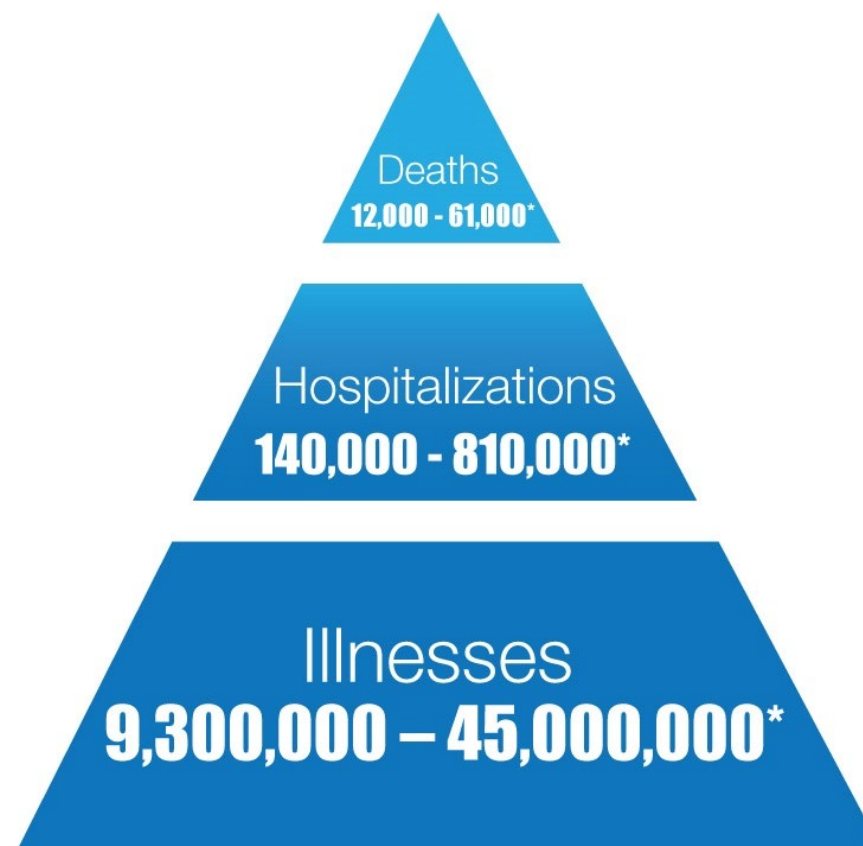 Deaths
12,000 - 61,000*
Hospitalizations
140,000 - 810,000*
Illnesses
9,300,000 – 45,000,000*